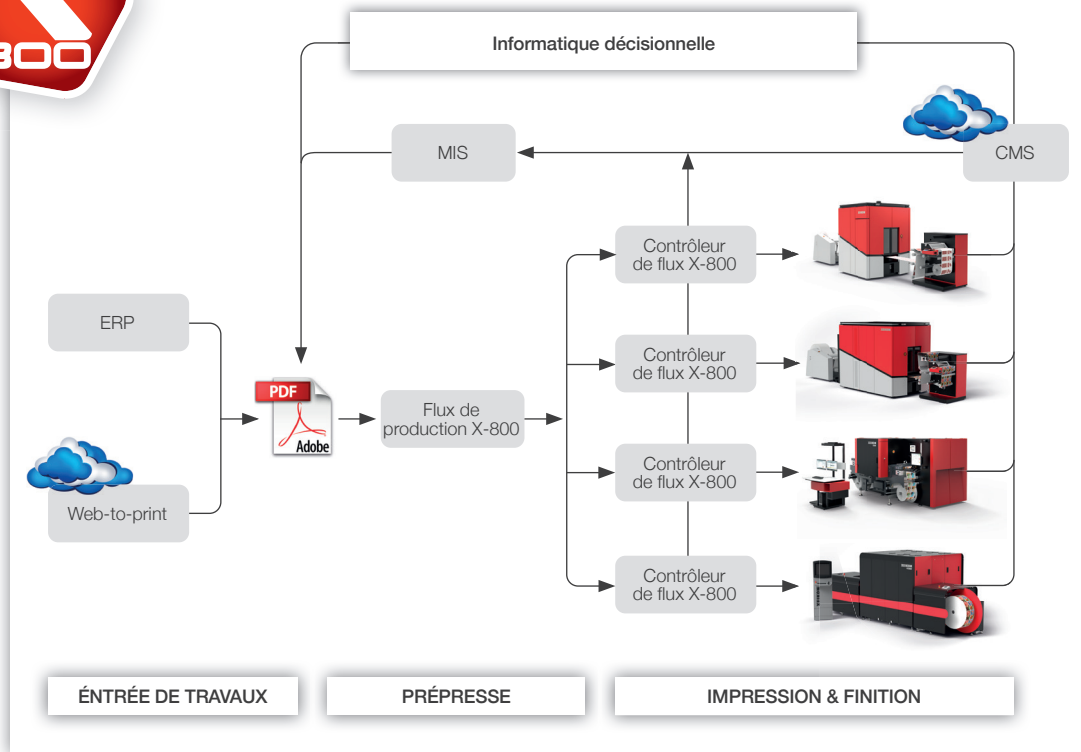 800
Informatique décisionnelle
MIS
CMS
Contrôleur
de flux X-800
ERP
Contrôleur
de flux X-800
PDF
Adobe
Flux de
production X-800
Contrôleur
de flux X-800
Web-to-print
Contrôleur
de flux X-800
ÉNTRÉE DE TRAVAUX
PRÉPRESSE
IMPRESSION & FINITION